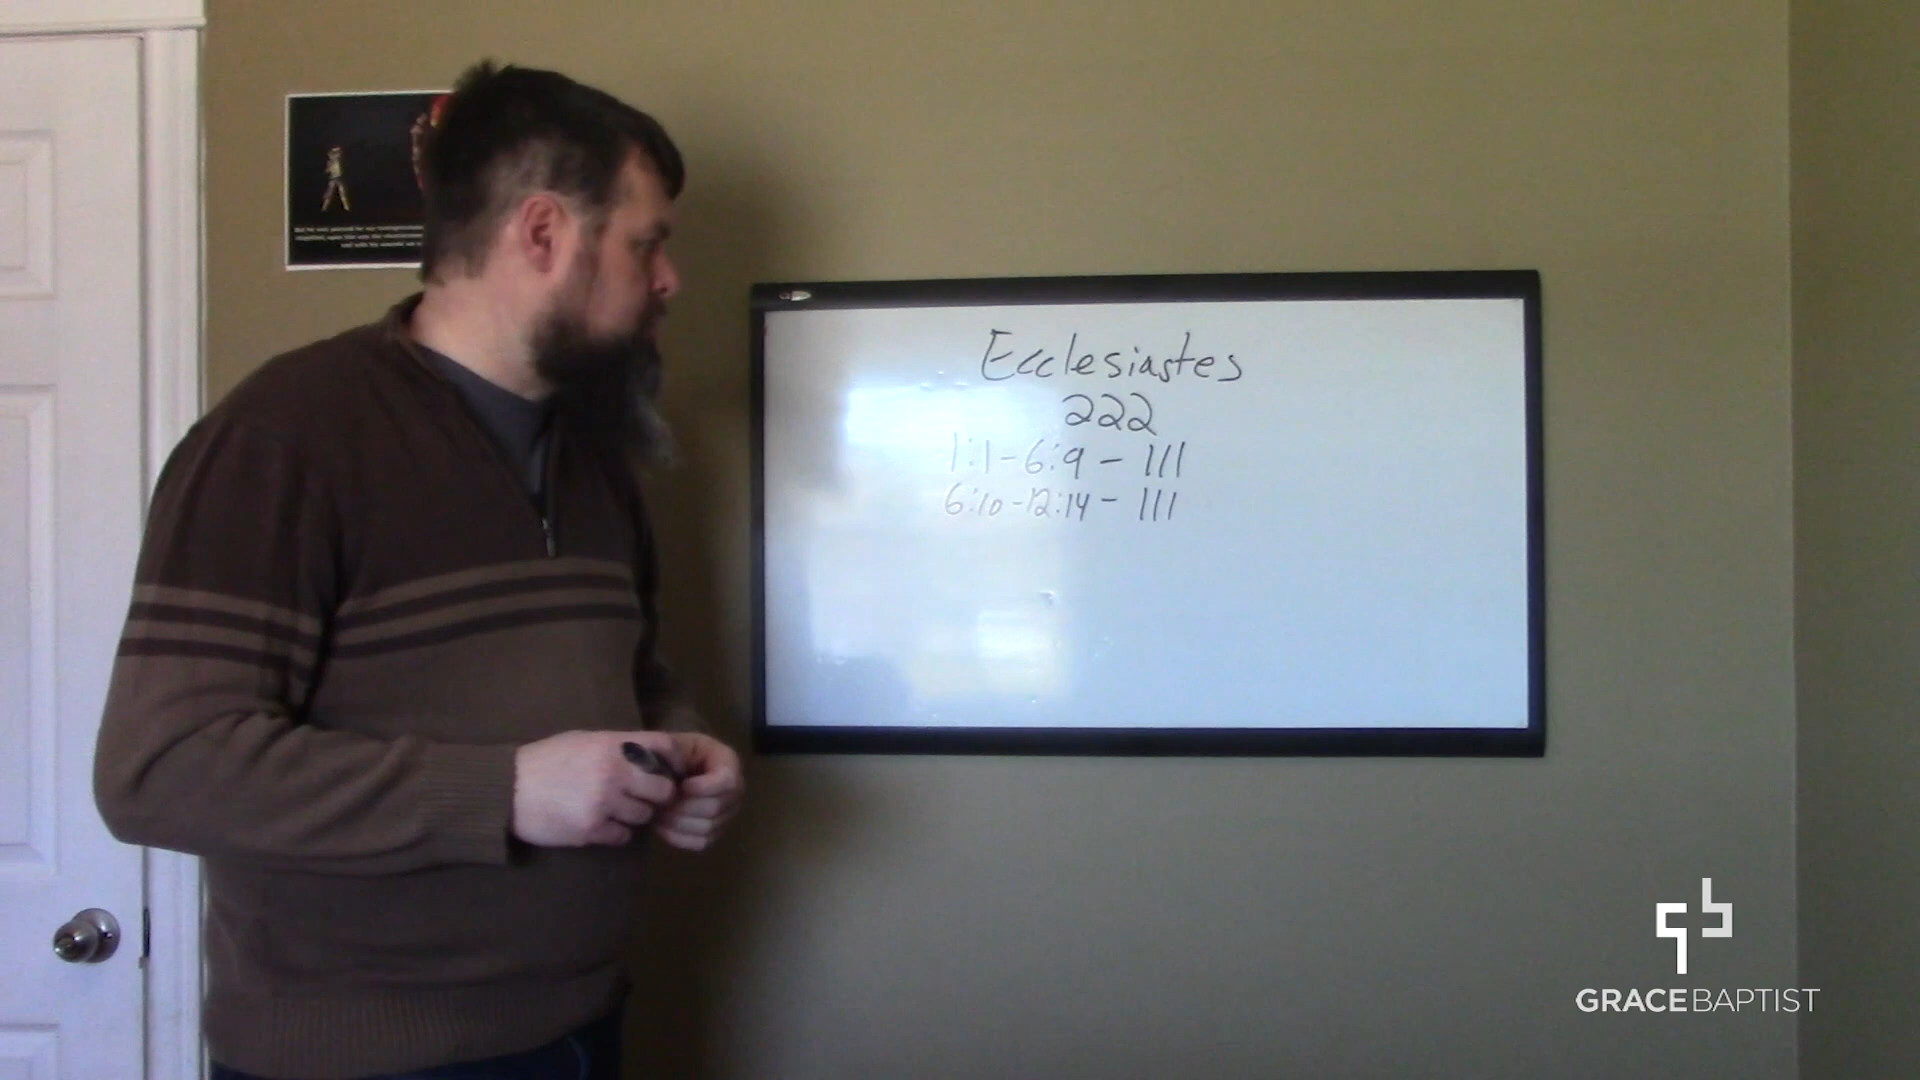 Ecclesiastes
222
1:1-6:9 - 111
6:10-12:14 - 111
GRACEBAPTIST